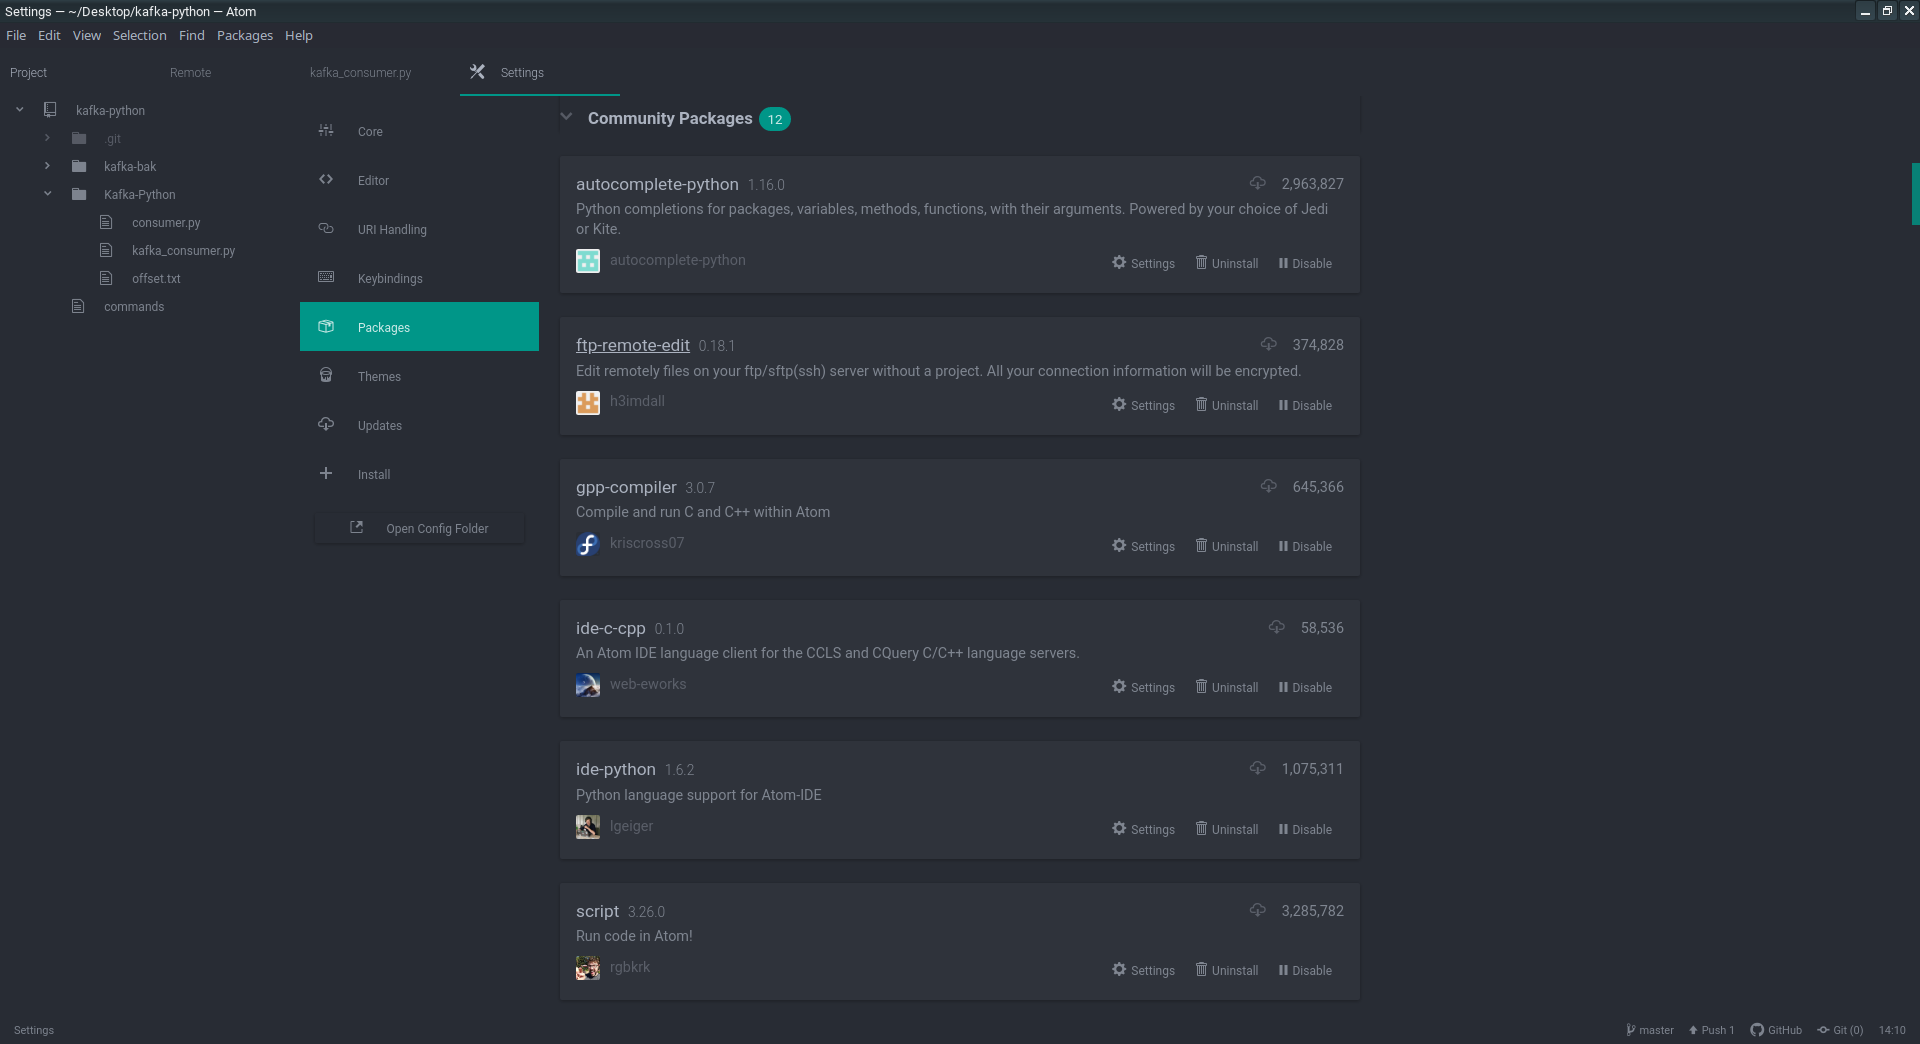 Settings — ~/Desktop/kafka-python — Atom
File Edit View Selection Find Packages Help
Project Remote kafka_consumer.py Settings
kafka-python
.git
kafka-bak
Kafka-Python
consumer.py
kafka_consumer.py
offset.txt
commands
Core
Editor
URI Handling
Keybindings
Packages
Themes
Updates
Install
Open Config Folder
Community Packages 12
autocomplete-python 1.16.0 2,963,827
Python completions for packages, variables, methods, functions, with their arguments. Powered by your choice of Jedi
or Kite.
autocomplete-python Settings Uninstall Disable
ftp-remote-edit 0.18.1 374,828
Edit remotely files on your ftp/sftp(ssh) server without a project. All your connection information will be encrypted.
h3imdall Settings Uninstall Disable
gpp-compiler 3.0.7 645,366
Compile and run C and C++ within Atom
kriscross07 Settings Uninstall Disable
ide-c-cpp 0.1.0 58,536
An Atom IDE language client for the CCLS and CQuery C/C++ language servers.
web-eworks Settings Uninstall Disable
ide-python 1.6.2 1,075,311
Python language support for Atom-IDE
lgeiger Settings Uninstall Disable
script 3.26.0 3,285,782
Run code in Atom!
rgbkrk Settings Uninstall Disable
Settings master Push 1 GitHub Git (0) 14:10